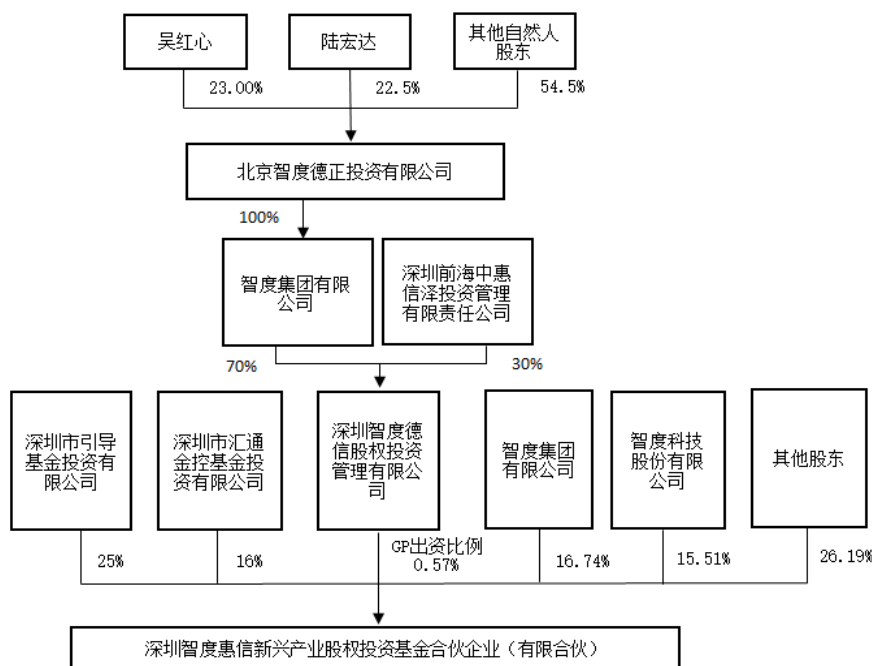 吴红心
陆宏达
其他自然人
股东
23.00%
22.5%
54.5%
北京智度德正投资有限公司
100%
智度集团有限
公司
深圳前海中惠
信泽投资管理
有限责任公司
70%
30%
深圳市引导
基金投资有
限公司
深圳市汇通
金控基金投
资有限公司
深圳智度德
信股权投资
管理有限公
司
智度集团
有限公司
智度科技
股份有限
公司
其他股东
25%
16%
GP出资比例
0.57%
16.74%
15.51%
26.19%
深圳智度惠信新兴产业股权投资基金合伙企业（有限合伙）